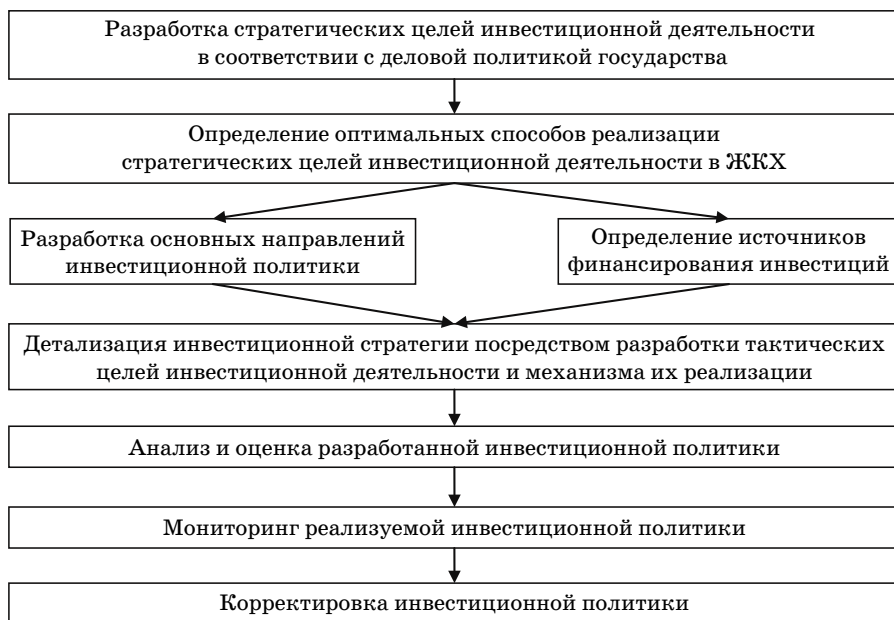 Разработка стратегических целей инвестиционной деятельности
в соответствии с деловой политикой государства
Определение оптимальных способов реализации
стратегических целей инвестиционной деятельности в ЖКХ
Разработка основных направлений
инвестиционной политики
Определение источников
финансирования инвестиций
Детализация инвестиционной стратегии посредством разработки тактических
целей инвестиционной деятельности и механизма их реализации
Анализ и оценка разработанной инвестиционной политики
Мониторинг реализуемой инвестиционной политики
Корректировка инвестиционной политики